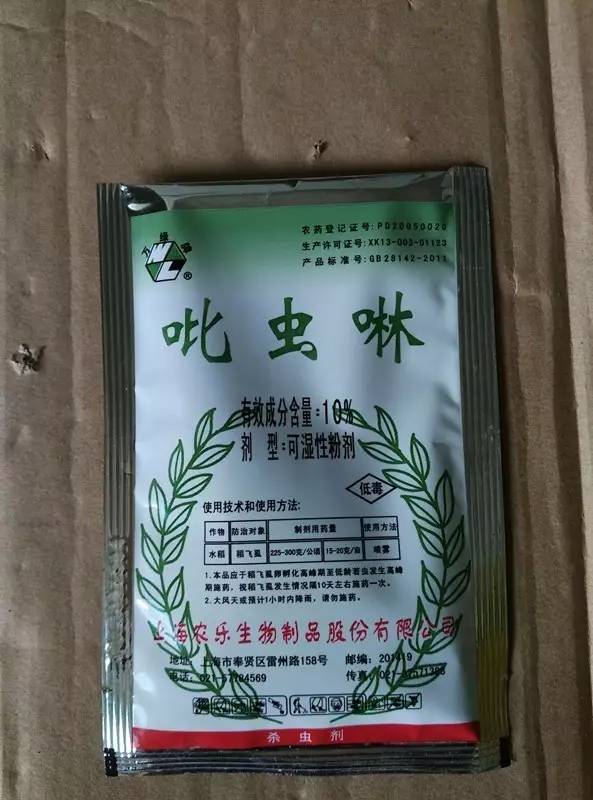 农药登记证号:PD20050020
生产许可证号:XK13-003-01123
产品标准号:GB28142-2011
万绿牌
®
吡虫啉
有效成分含量:10%
剂 型:可湿性粉剂
低毒
使用技术和使用方法:
作物 防治对象 制剂用药量 使用方法
水稻 稻飞虱 225-300克/公顷 15-20克/亩 喷雾
1.本品应于稻飞虱卵孵化高峰期至低龄若虫发生高峰
期施药，视稻飞虱发生情况隔10天左右施药一次。
2.大风天或预计1小时内降雨，请勿施药。
上海农乐生物制品股份有限公司
地址:上海市奉贤区雷州路158号 邮编:201419
电话:021-57784569 传真:
杀虫剂